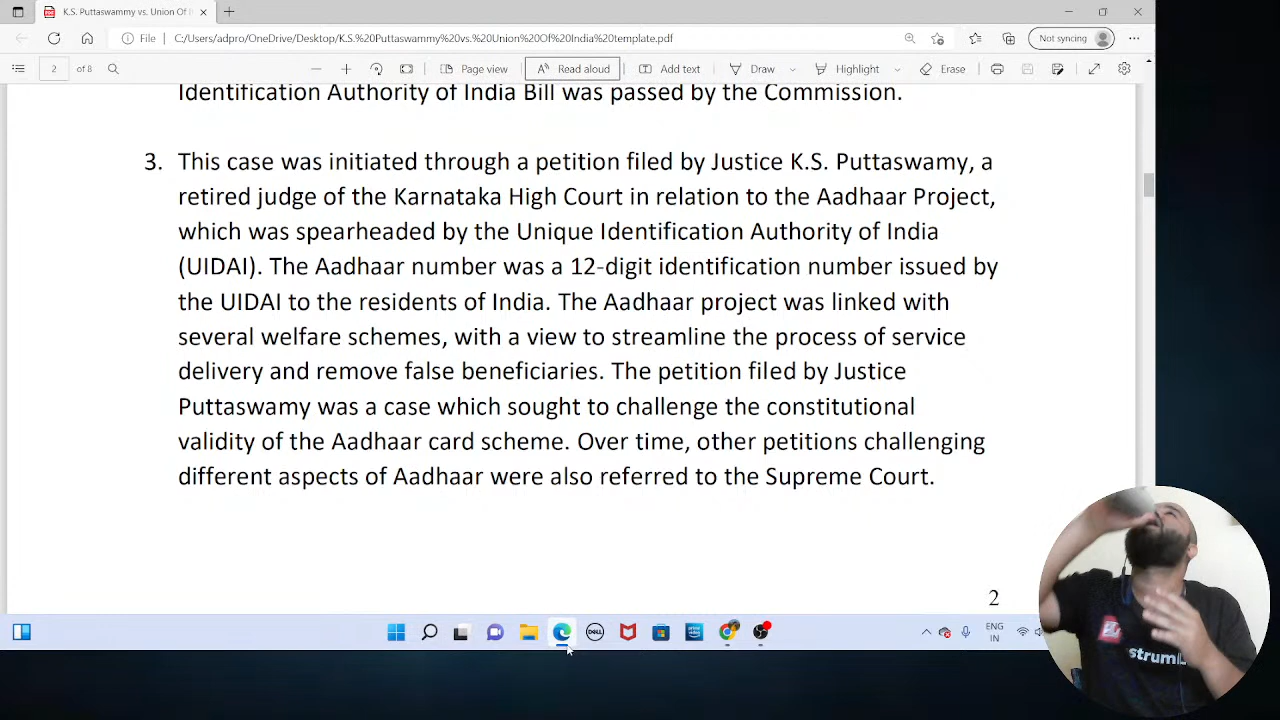 K.S. Puttaswammy vs. Union Of I
File
C:/Users/adpro/OneDrive/Desktop/K.S.%20Puttaswammy%20vs.%20Union%20Of%20India%20template.pdf
Not syncing
2 of 8
Page view
Read aloud
Add text
Draw
Highlight
Erase
Identification Authority of India Bill was passed by the Commission.
3. This case was initiated through a petition filed by Justice K.S. Puttaswamy, a
retired judge of the Karnataka High Court in relation to the Aadhaar Project,
which was spearheaded by the Unique Identification Authority of India
(UIDAI). The Aadhaar number was a 12-digit identification number issued by
the UIDAI to the residents of India. The Aadhaar project was linked with
several welfare schemes, with a view to streamline the process of service
delivery and remove false beneficiaries. The petition filed by Justice
Puttaswamy was a case which sought to challenge the constitutional
validity of the Aadhaar card scheme. Over time, other petitions challenging
different aspects of Aadhaar were also referred to the Supreme Court.
2
DELL
ENG
IN